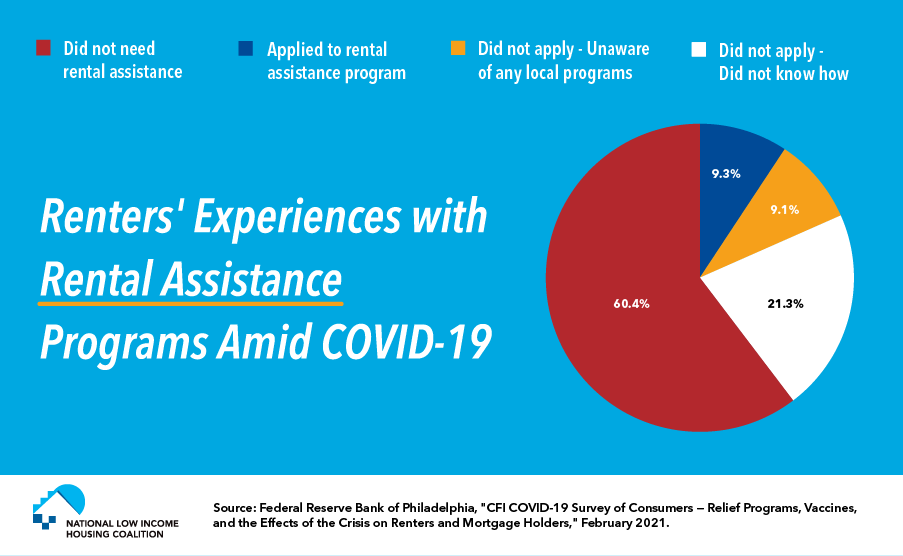 Did not need
rental assistance
Applied to rental
assistance program
Did not apply - Unaware
of any local programs
Did not apply -
Did not know how
Renters' Experiences with
Rental Assistance
Programs Amid COVID-19
9.3%
9.1%
21.3%
60.4%
NATIONAL LOW INCOME
HOUSING COALITION
Source: Federal Reserve Bank of Philadelphia, "CFI COVID-19 Survey of Consumers – Relief Programs, Vaccines,
and the Effects of the Crisis on Renters and Mortgage Holders," February 2021.